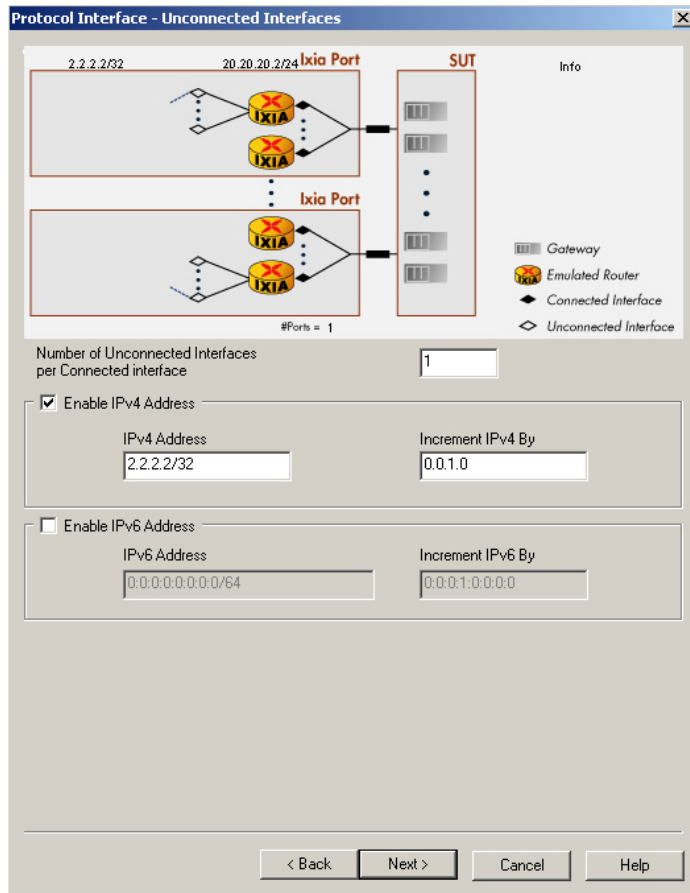 Protocol Interface - Unconnected Interfaces
2.2.2.2/32
20.20.20.2/24
Ixia Port
SUT
Info
IXIA
IXIA
Ixia Port
IXIA
IXIA
Gateway
IXIA
Emulated Router
Connected Interface
Unconnected Interface
#Ports = 1
Number of Unconnected Interfaces
per Connected interface
1
Enable IPv4 Address
IPv4 Address
Increment IPv4 By
2.2.2.2/32
0.0.1.0
Enable IPv6 Address
IPv6 Address
Increment IPv6 By
0:0:0:0:0:0:0:0/64
0:0:0:1:0:0:0:0
< Back
Next >
Cancel
Help